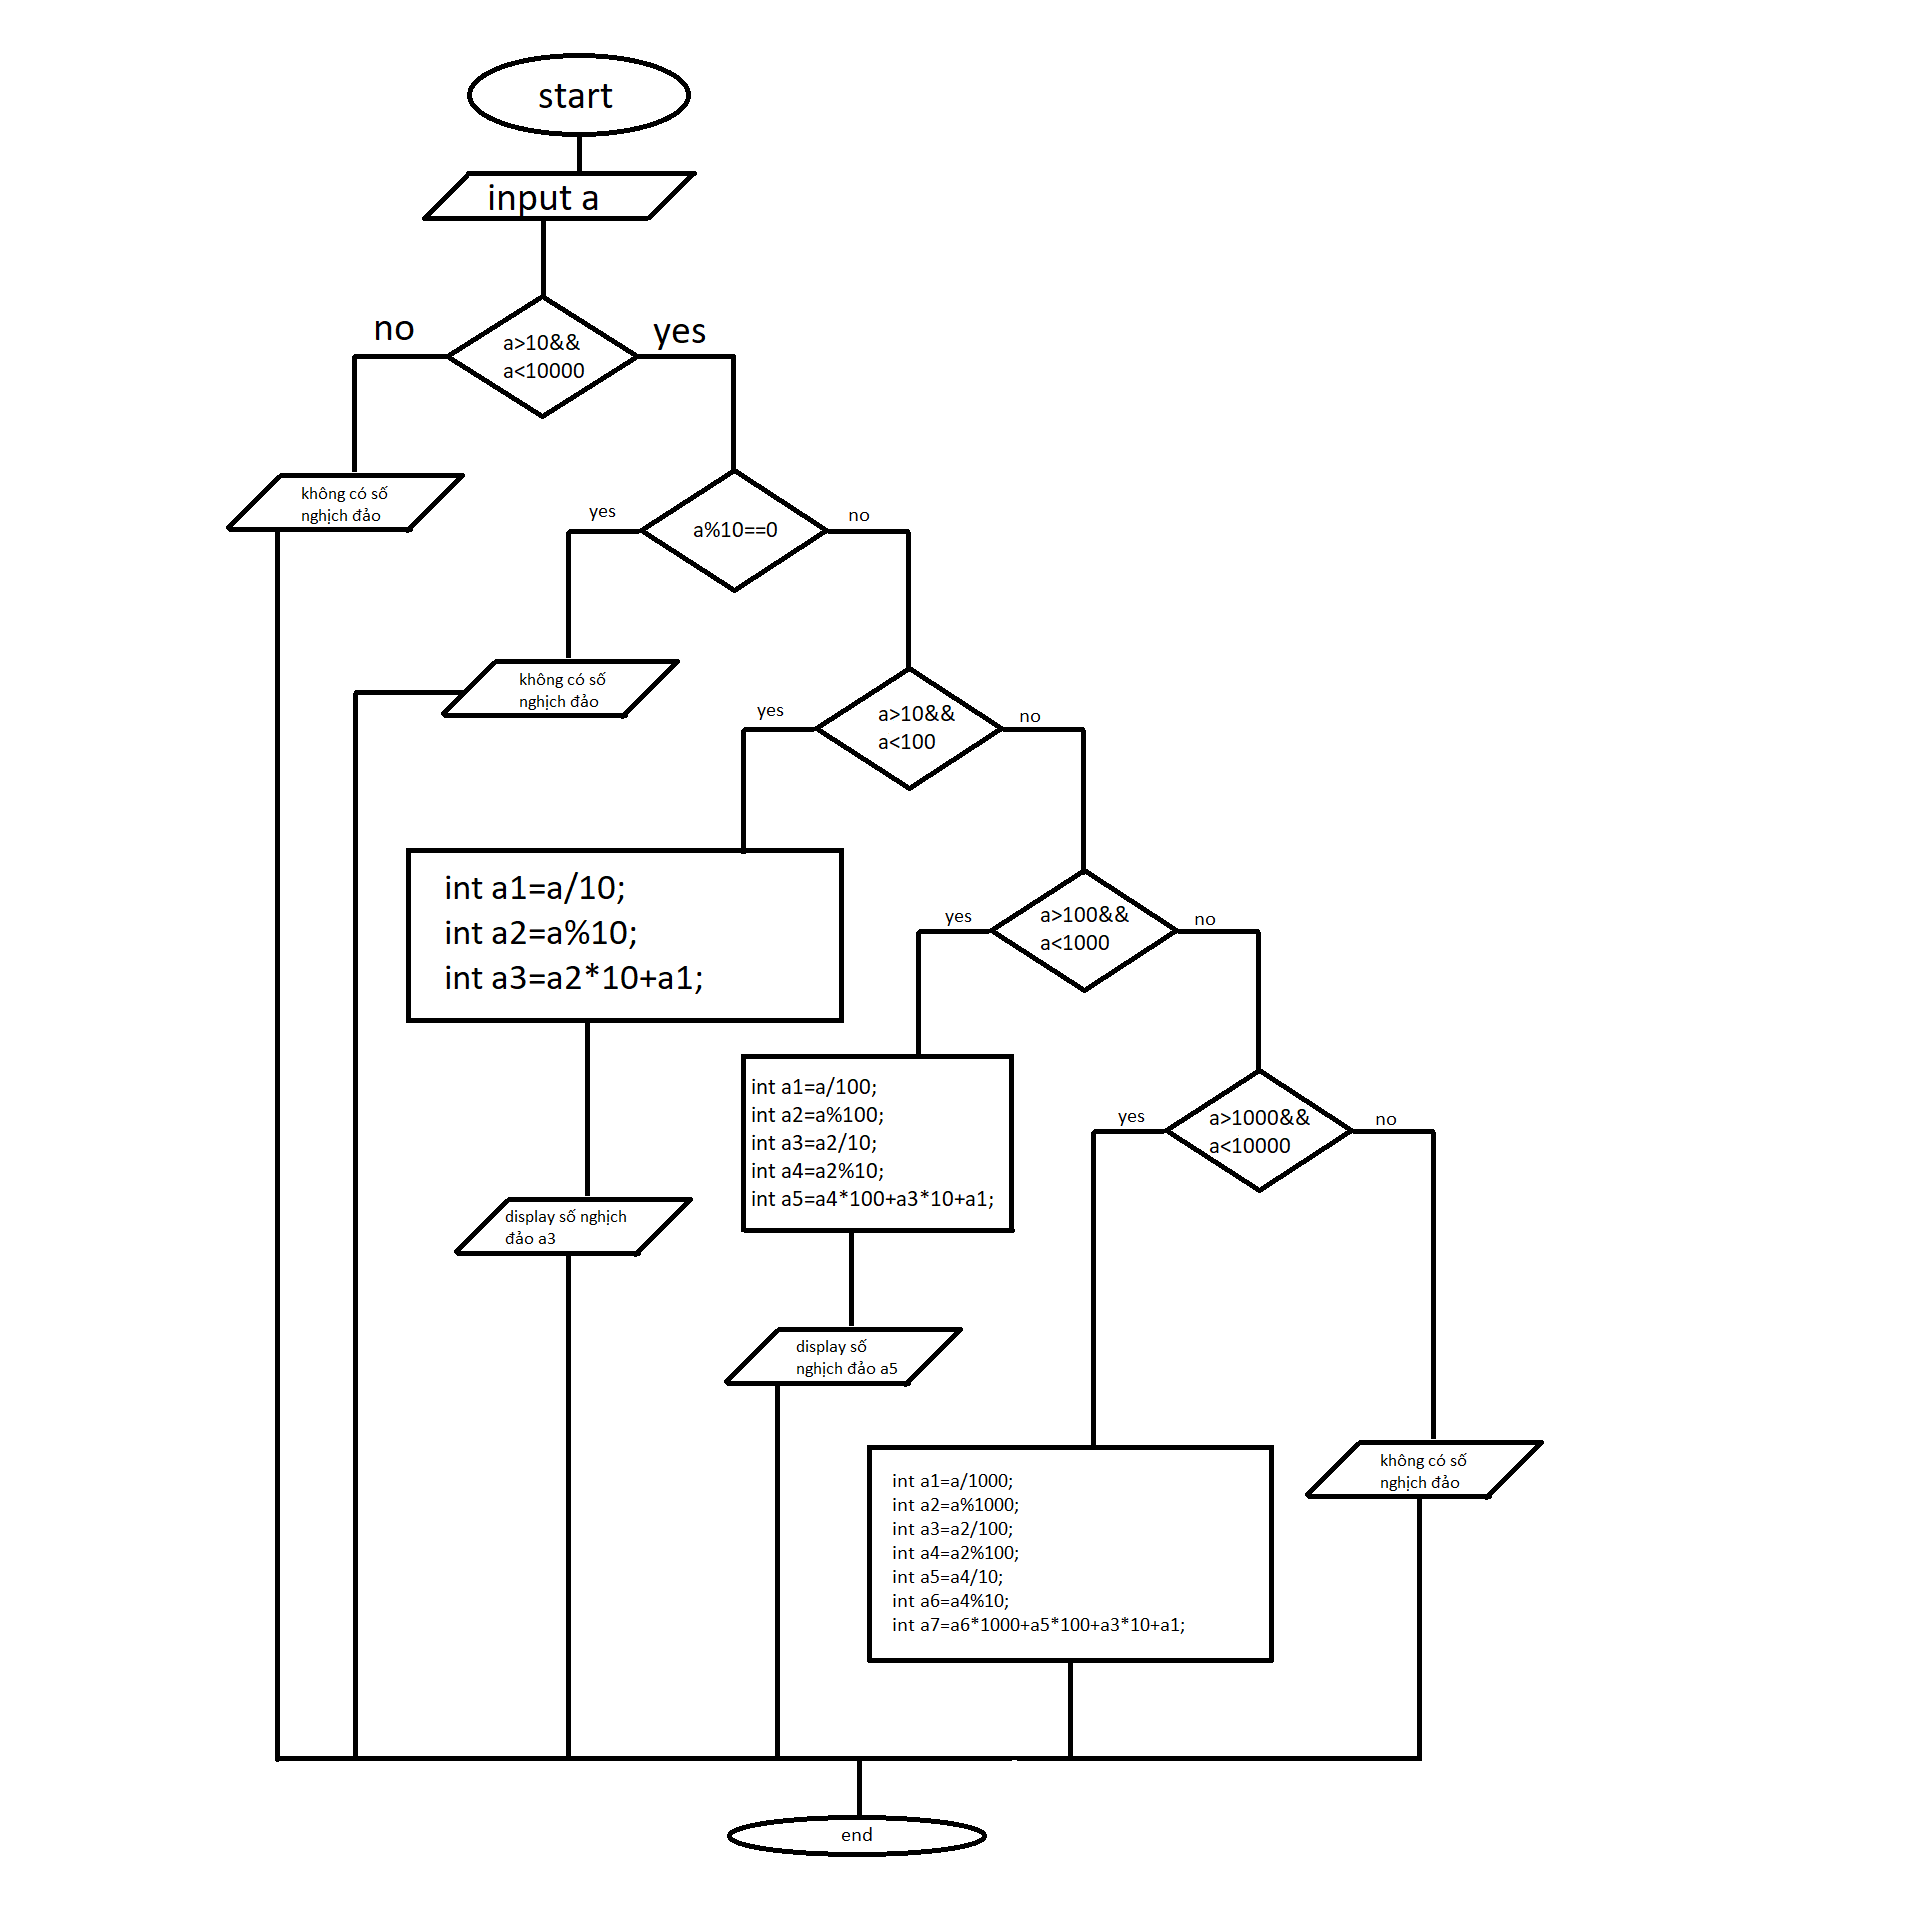 start
input a
no
yes
a>10&&
a<10000
không có số
nghịch đảo
yes
no
a%10==0
không có số
nghịch đảo
yes
no
a>10&&
a<100
int a1=a/10;
int a2=a%10;
int a3=a2*10+a1;
yes
no
a>100&&
a<1000
int a1=a/100;
int a2=a%100;
int a3=a2/10;
int a4=a2%10;
int a5=a4*100+a3*10+a1;
yes
no
a>1000&&
a<10000
display số nghịch
đảo a3
display số
nghịch đảo a5
int a1=a/1000;
int a2=a%1000;
int a3=a2/100;
int a4=a2%100;
int a5=a4/10;
int a6=a4%10;
int a7=a6*1000+a5*100+a3*10+a1;
không có số
nghịch đảo
end